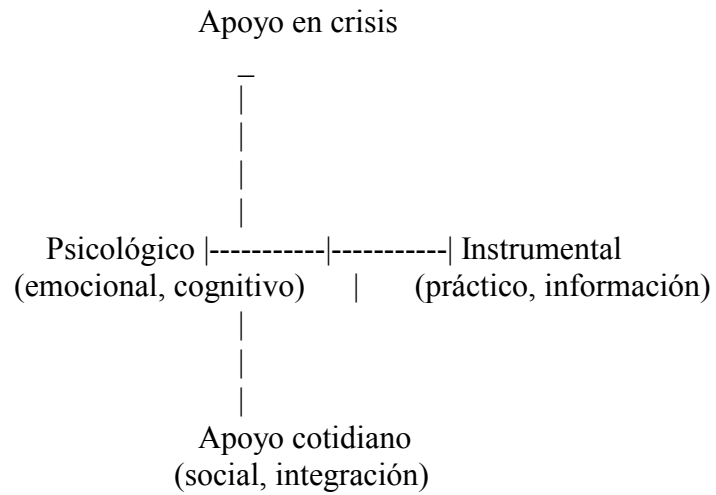 Apoyo en crisis
_
|
|
|
|
Psicológico |-----------|-----------| Instrumental
(emocional, cognitivo) | (práctico, información)
|
|
|
Apoyo cotidiano
(social, integración)